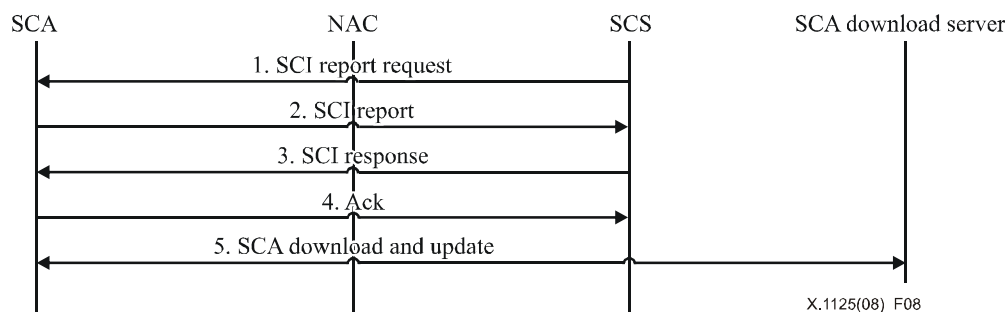 SCA NAC SCS SCA download server
1. SCI report request
2. SCI report
3. SCI response
4. Ack
5. SCA download and update
X.1125(08)_F08